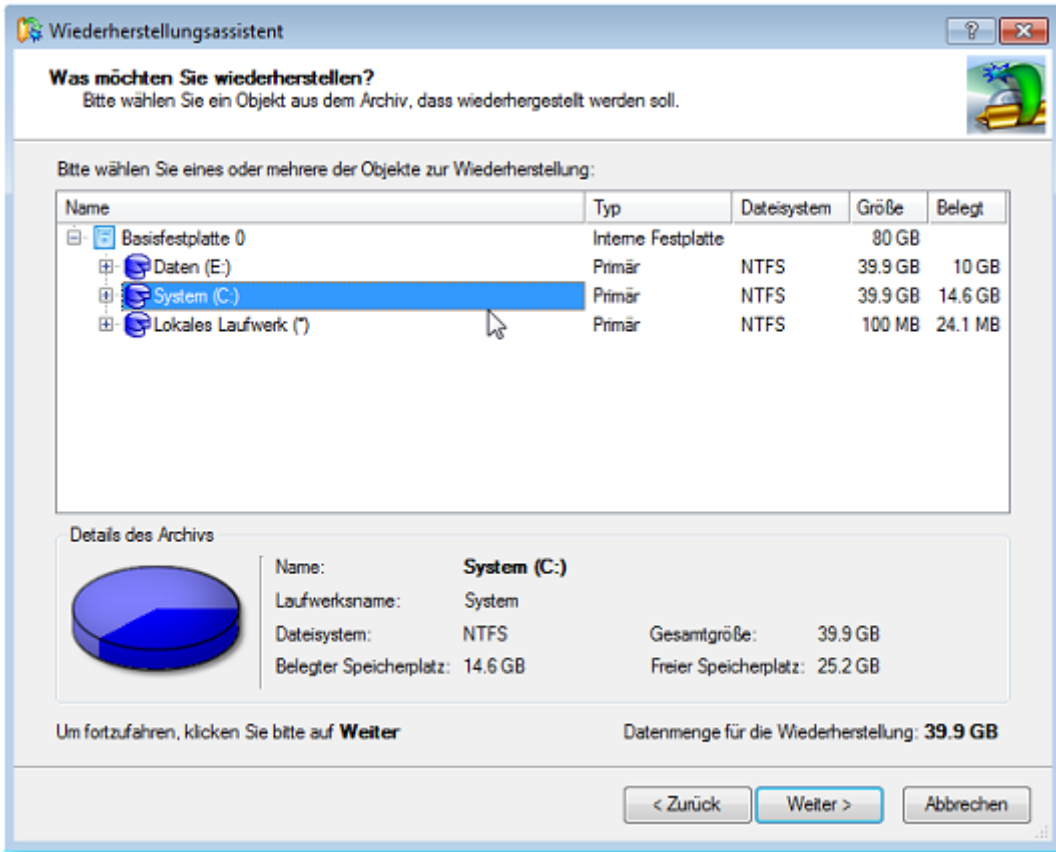 Wiederherstellungsassistent
Was möchten Sie wiederherstellen?
Bitte wählen Sie ein Objekt aus dem Archiv, dass wiederhergestellt werden soll.
Bitte wählen Sie eines oder mehrere der Objekte zur Wiederherstellung:
Name Typ Dateisystem Größe Belegt
Basisfestplatte 0 Interne Festplatte 80 GB
Daten (E:) Primär NTFS 39.9 GB 10 GB
System (C:) Primär NTFS 39.9 GB 14.6 GB
Lokales Laufwerk (*) Primär NTFS 100 MB 24.1 MB
Details des Archivs
Name: System (C:)
Laufwerksname: System
Dateisystem: NTFS Gesamtgröße: 39.9 GB
Belegter Speicherplatz: 14.6 GB Freier Speicherplatz: 25.2 GB
Um fortzufahren, klicken Sie bitte auf Weiter Datenmenge für die Wiederherstellung: 39.9 GB
< Zurück Weiter > Abbrechen